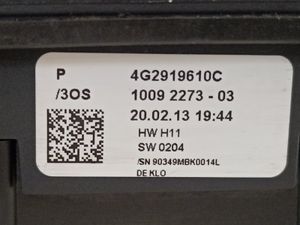 P 4G2919610C
/3OS 1009 2273 - 03
20.02.13 19:44
HW H11
SW 0204
/SN 90349MBK0014L
DE KLO